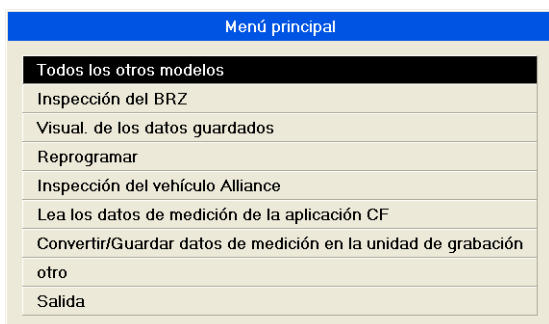 Menú principal
Todos los otros modelos
Inspección del BRZ
Visual. de los datos guardados
Reprogramar
Inspección del vehículo Alliance
Lea los datos de medición de la aplicación CF
Convertir/Guardar datos de medición en la unidad de grabación
otro
Salida